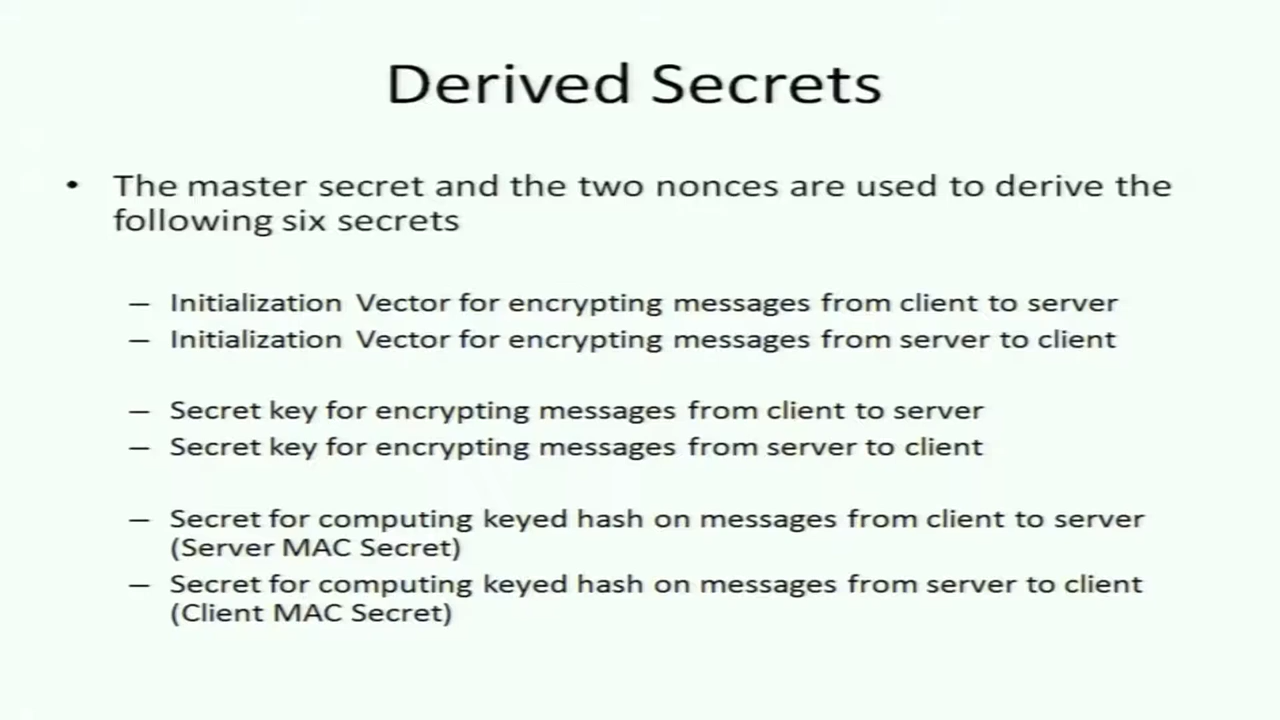 Derived Secrets
• The master secret and the two nonces are used to derive the
following six secrets
– Initialization Vector for encrypting messages from client to server
– Initialization Vector for encrypting messages from server to client
– Secret key for encrypting messages from client to server
– Secret key for encrypting messages from server to client
– Secret for computing keyed hash on messages from client to server
(Server MAC Secret)
– Secret for computing keyed hash on messages from server to client
(Client MAC Secret)